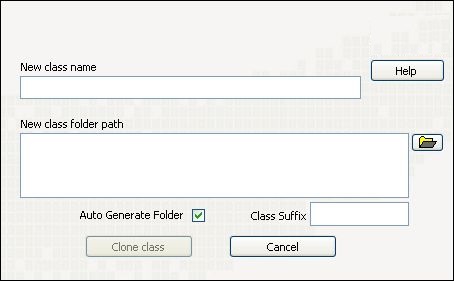 New class name
Help
New class folder path
Auto Generate Folder
Class Suffix
Clone class
Cancel